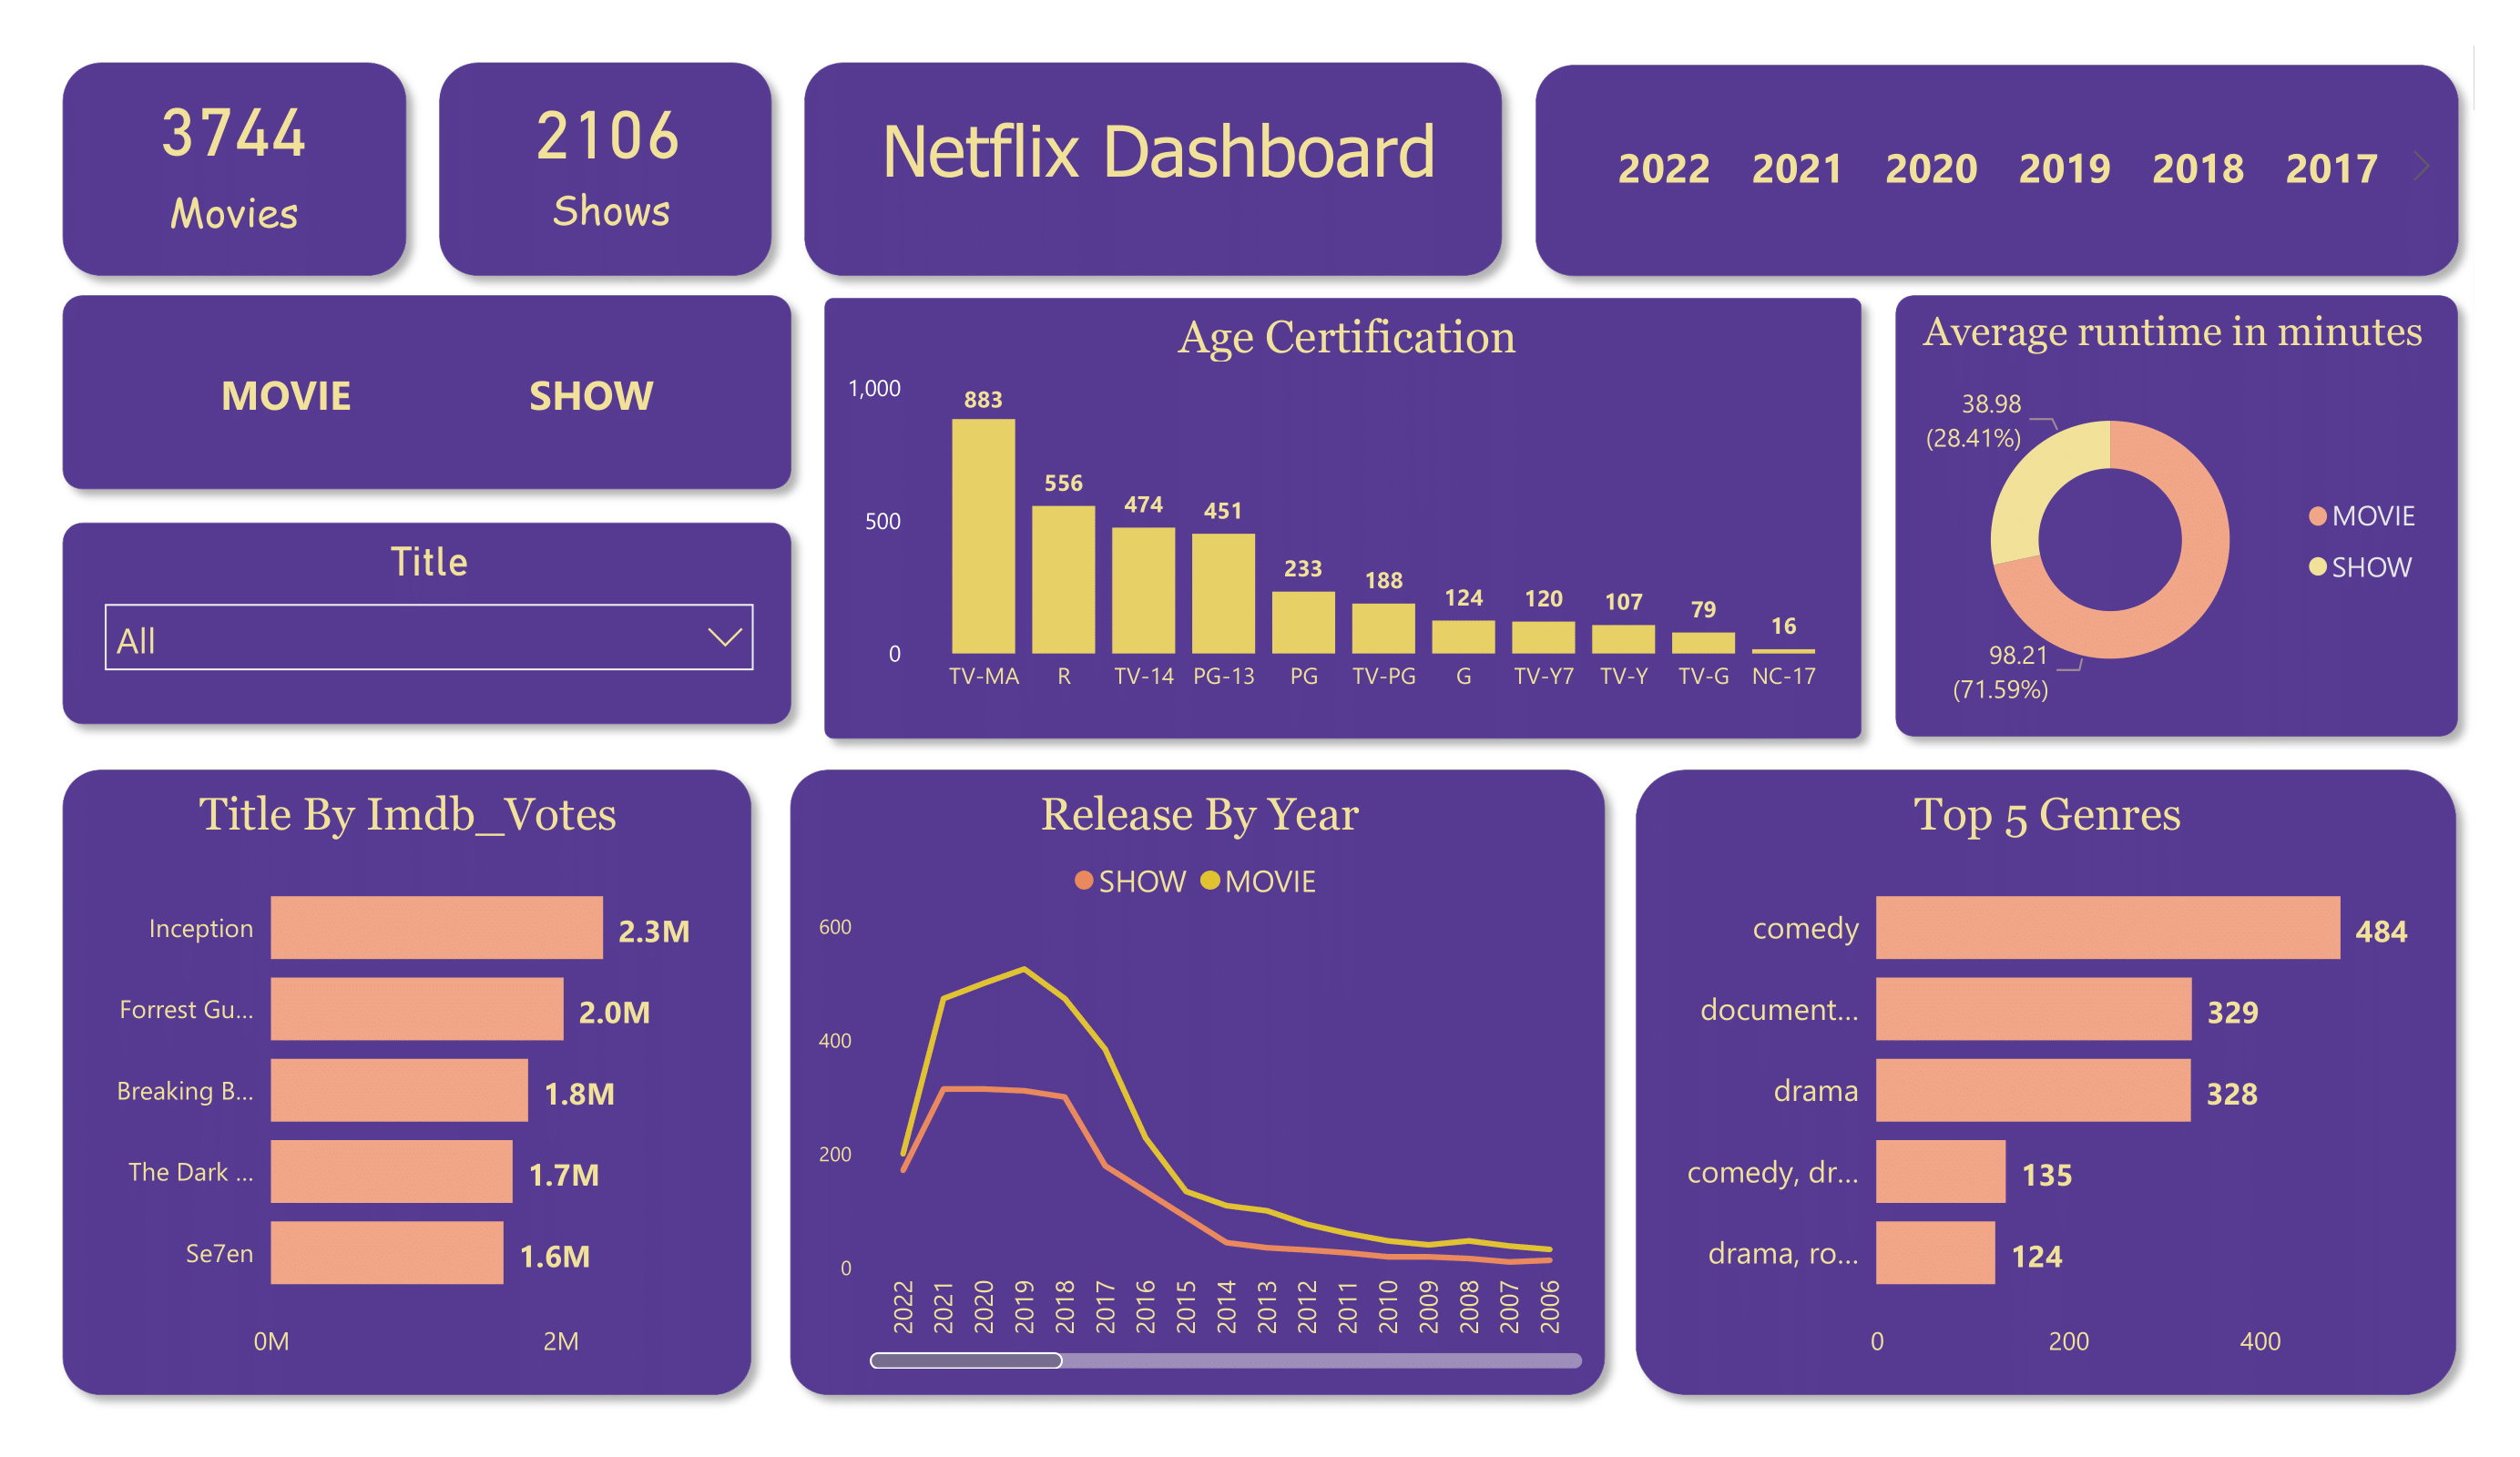 3744
Movies
2106
Shows
Netflix Dashboard
2022 2021 2020 2019 2018 2017
MOVIE SHOW
Title
All
Age Certification
1,000
500
0
883
556
474
451
233
188
124
120
107
79
16
TV-MA R TV-14 PG-13 PG TV-PG G TV-Y7 TV-Y TV-G NC-17
Average runtime in minutes
38.98
(28.41%)
98.21
(71.59%)
MOVIE
SHOW
Title By Imdb_Votes
Inception 2.3M
Forrest Gu... 2.0M
Breaking B... 1.8M
The Dark ... 1.7M
Se7en 1.6M
0M 2M
Release By Year
SHOW MOVIE
600
400
200
0
2022 2021 2020 2019 2018 2017 2016 2015 2014 2013 2012 2011 2010 2009 2008 2007 2006
Top 5 Genres
comedy 484
document... 329
drama 328
comedy, dr... 135
drama, ro... 124
0 200 400